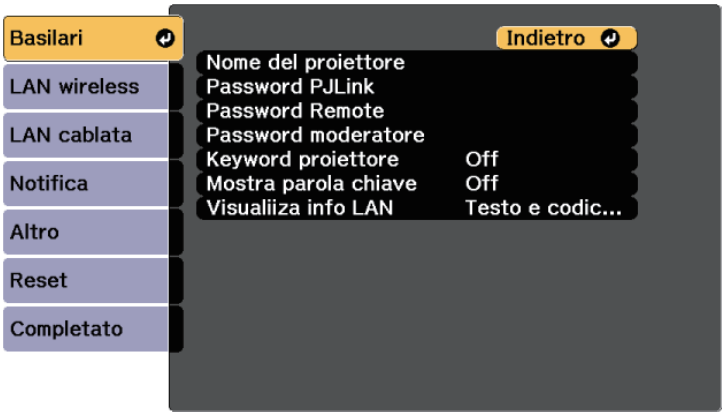 Basilari
LAN wireless
LAN cablata
Notifica
Altro
Reset
Completato
Indietro
Nome del proiettore
Password PJLink
Password Remote
Password moderatore
Keyword proiettore Off
Mostra parola chiave Off
Visualiiza info LAN Testo e codic...